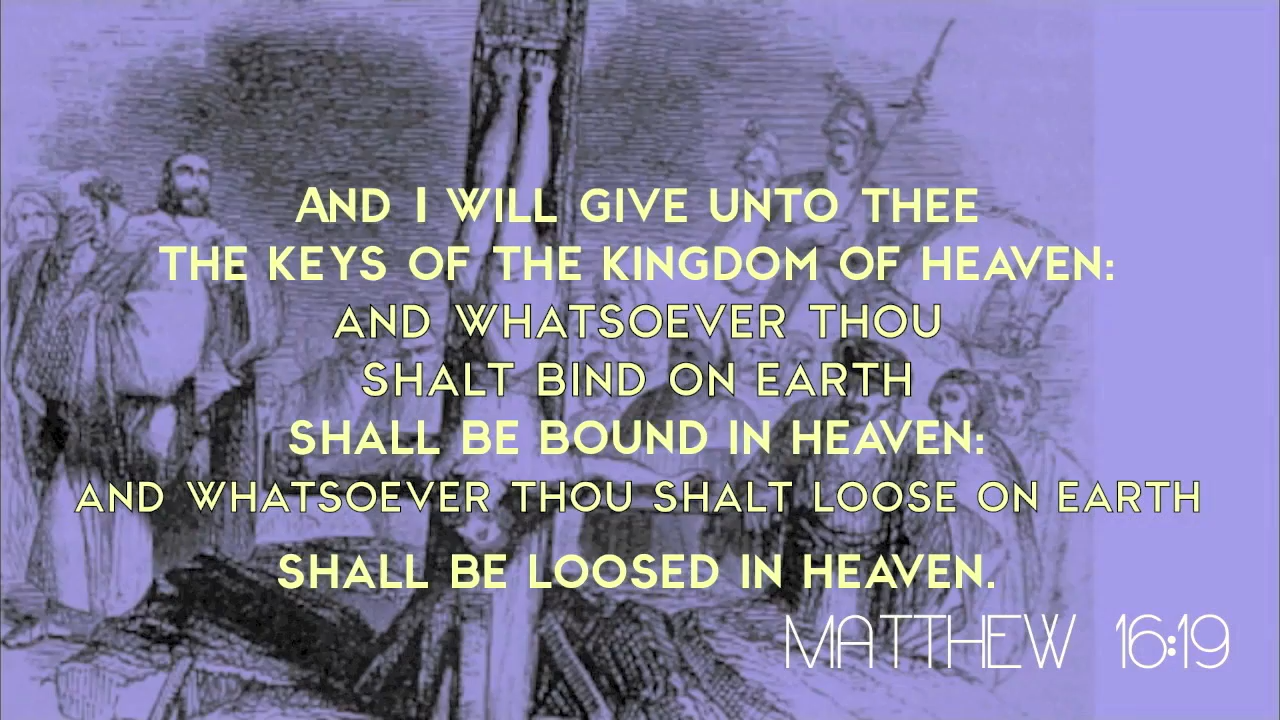 AND I WILL GIVE UNTO THEE
THE KEYS OF THE KINGDOM OF HEAVEN:
AND WHATSOEVER THOU
SHALT BIND ON EARTH
SHALL BE BOUND IN HEAVEN:
AND WHATSOEVER THOU SHALT LOOSE ON EARTH
SHALL BE LOOSED IN HEAVEN.
MATTHEW 16:19